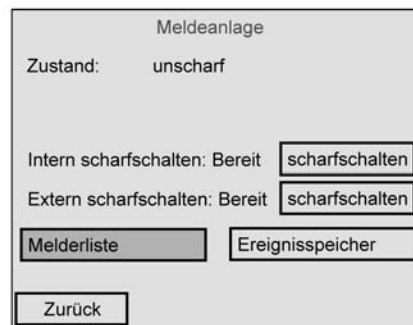 Meldeanlage
Zustand: unscharf
Intern scharfschalten: Bereit scharfschalten
Extern scharfschalten: Bereit scharfschalten
Melderliste Ereignisspeicher
Zurück